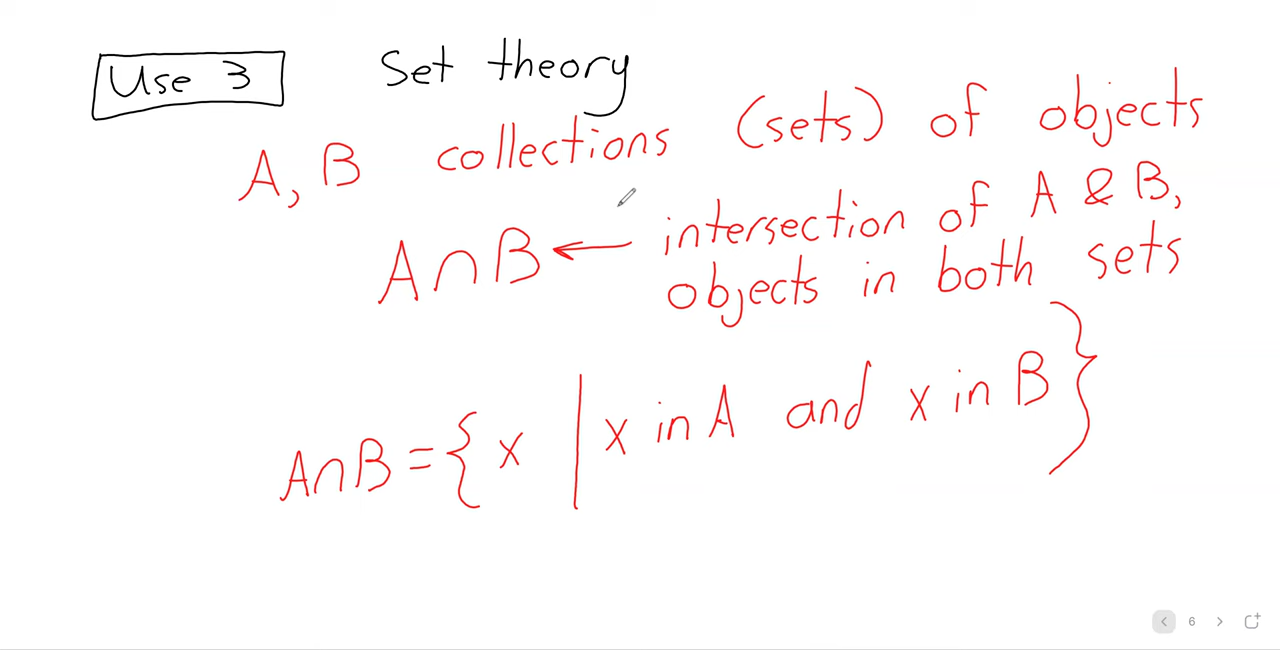 Use 3 Set theory
A, B collections (sets) of objects
A∩B ← intersection of A & B,
objects in both sets
A∩B = { x | x in A and x in B }
6